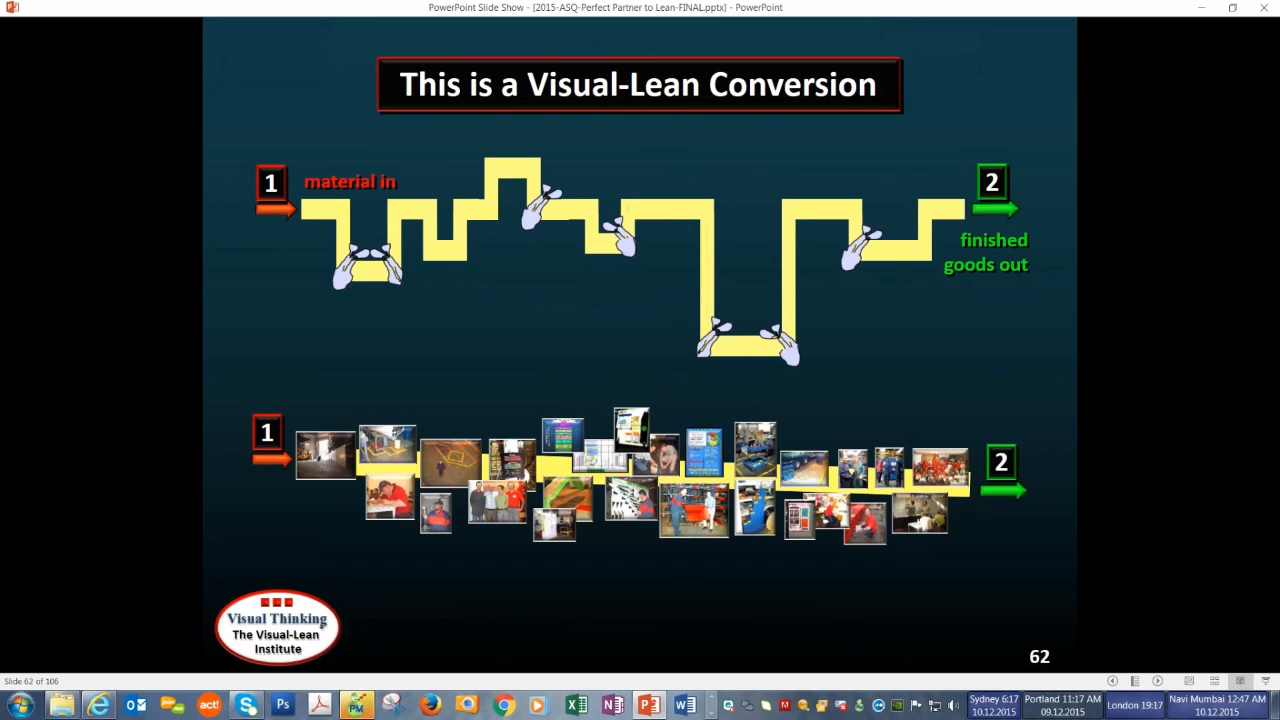 PowerPoint Slide Show - [2015-ASQ-Perfect Partner to Lean-FINAL.pptx] - PowerPoint
This is a Visual-Lean Conversion
1
material in
2
finished
goods out
1
2
Visual Thinking
The Visual-Lean
Institute
62
Slide 62 of 106
act!
PM
Ps
Sydney 6:17
10.12.2015
Portland 11:17 AM
09.12.2015
London 19:17
Navi Mumbai 12:47 AM
10.12.2015